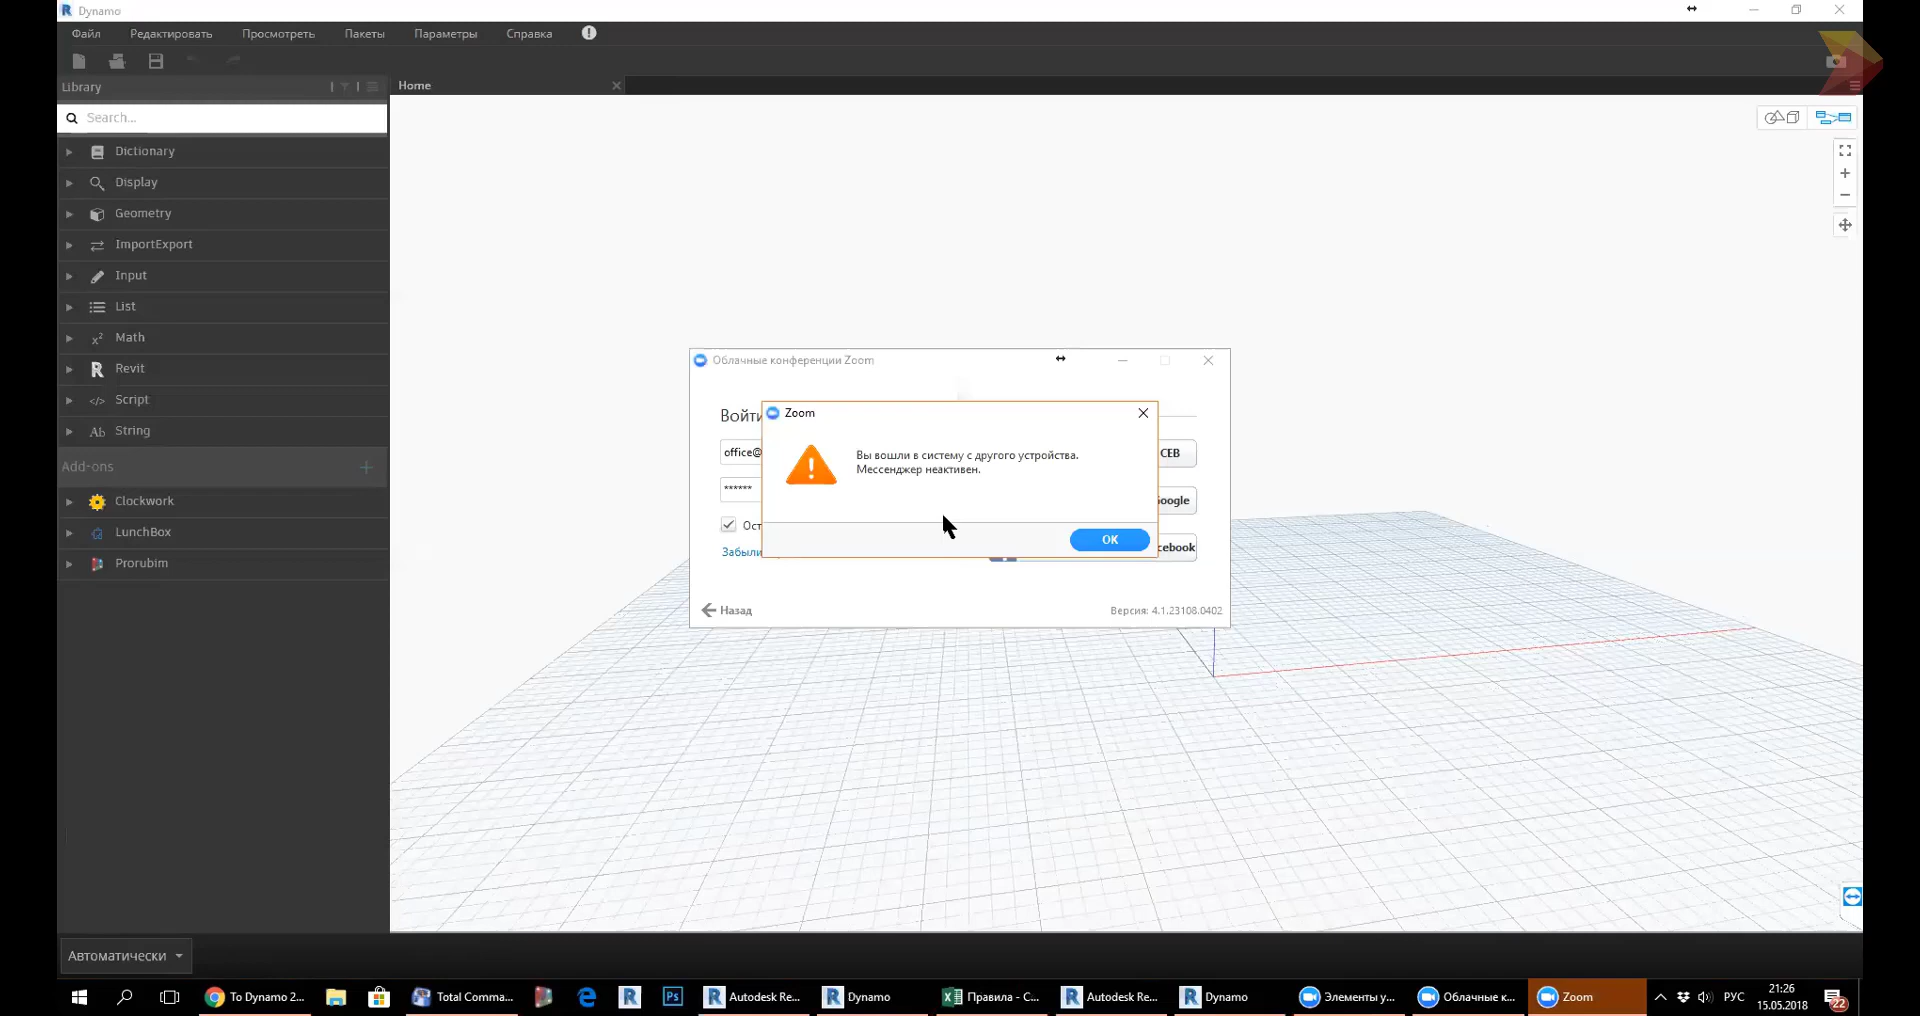 Dynamo
Файл Редактировать Просмотреть Пакеты Параметры Справка
Library
Home
Search...
Dictionary
Display
Geometry
ImportExport
Input
List
Math
Revit
Script
String
Add-ons
Clockwork
LunchBox
Prorubim
Облачные конференции Zoom
Войти
Zoom
Вы вошли в систему с другого устройства.
Мессенджер неактивен.
office@
СЕВ
******
oogle
Ост
OK
Забыли
cebook
Назад
Версия: 4.1.23108.0402
Автоматически
To Dynamo 2...
Total Comma...
Ps
Autodesk Re...
Dynamo
Правила - С...
Autodesk Re...
Dynamo
Элементы у...
Облачные к...
Zoom
РУС
21:26
15.05.2018
22